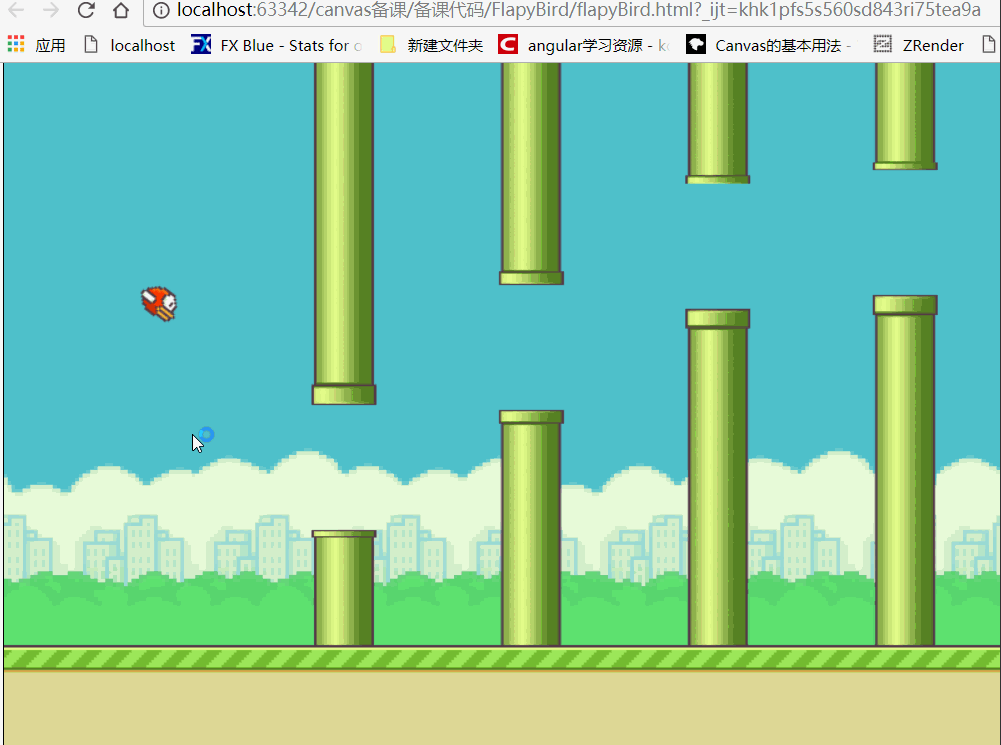 localhost:63342/canvas备课/备课代码/FlapyBird/flapyBird.html?_ijt=khk1pfs5s560sd843ri75tea9a
应用 localhost FX Blue - Stats for 新建文件夹 angular学习资源 - Canvas的基本用法 - ZRender